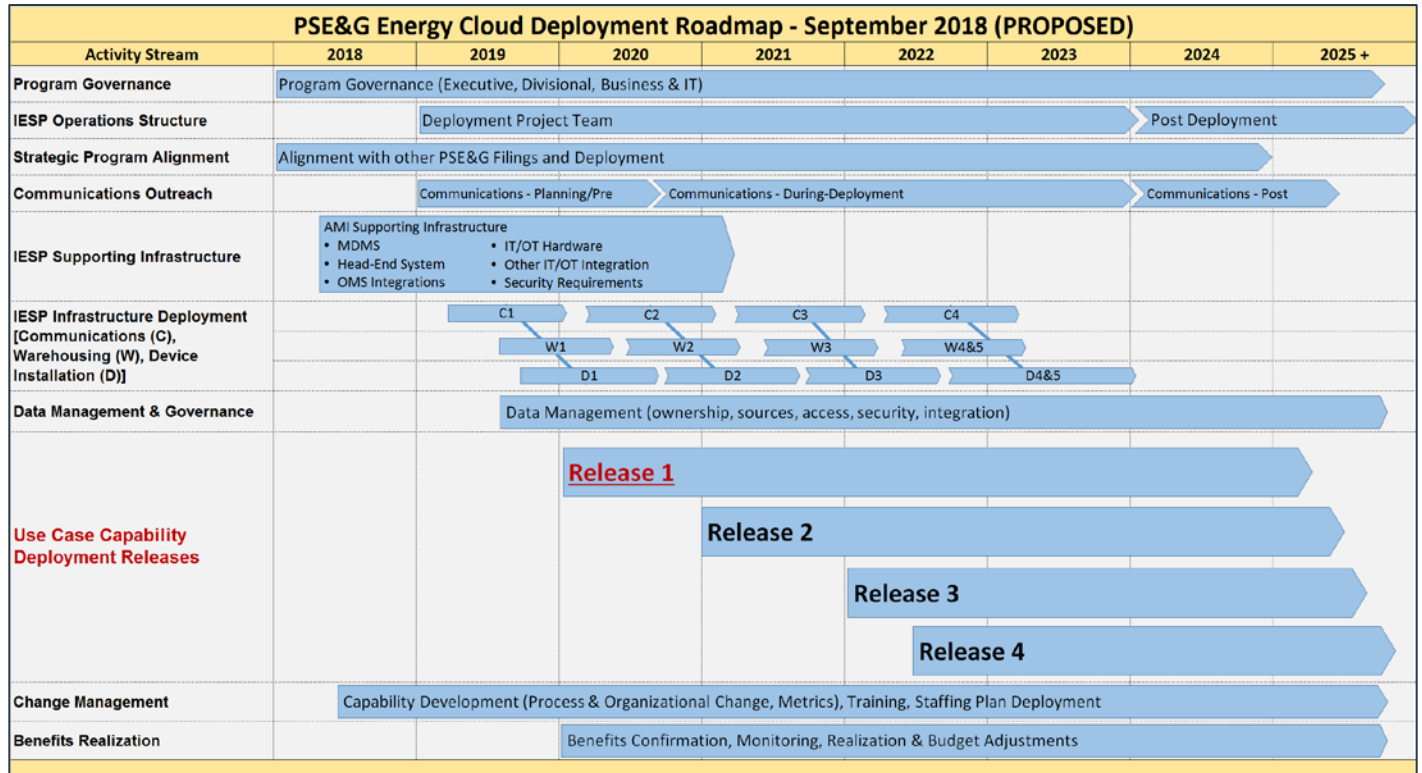 PSE&G Energy Cloud Deployment Roadmap - September 2018 (PROPOSED)
Activity Stream 2018 2019 2020 2021 2022 2023 2024 2025 +
Program Governance
Program Governance (Executive, Divisional, Business & IT)
IESP Operations Structure
Deployment Project Team
Post Deployment
Strategic Program Alignment
Alignment with other PSE&G Filings and Deployment
Communications Outreach
Communications - Planning/Pre
Communications - During-Deployment
Communications - Post
IESP Supporting Infrastructure
AMI Supporting Infrastructure
• MDMS
• Head-End System
• OMS Integrations
• IT/OT Hardware
• Other IT/OT Integration
• Security Requirements
IESP Infrastructure Deployment
[Communications (C),
Warehousing (W), Device
Installation (D)]
C1 C2 C3 C4
W1 W2 W3 W4&5
D1 D2 D3 D4&5
Data Management & Governance
Data Management (ownership, sources, access, security, integration)
Use Case Capability
Deployment Releases
Release 1
Release 2
Release 3
Release 4
Change Management
Capability Development (Process & Organizational Change, Metrics), Training, Staffing Plan Deployment
Benefits Realization
Benefits Confirmation, Monitoring, Realization & Budget Adjustments